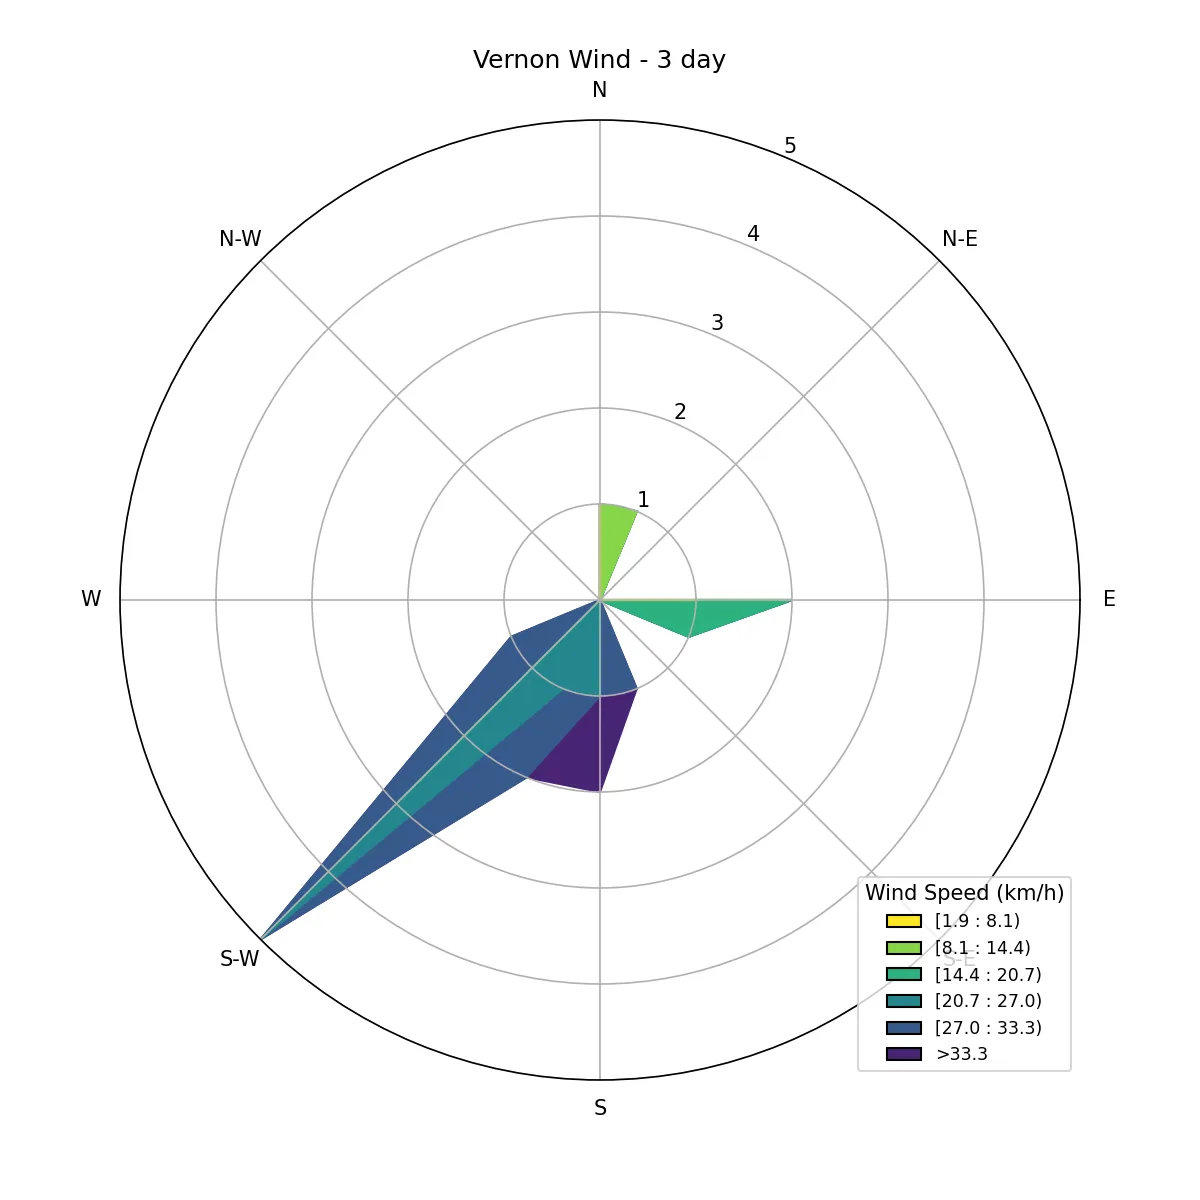 Vernon Wind - 3 day
N
5
N-W
4
N-E
3
2
1
W
E
Wind Speed (km/h)
[1.9 : 8.1)
[8.1 : 14.4)
S-W
S-E
[14.4 : 20.7)
[20.7 : 27.0)
[27.0 : 33.3)
>33.3
S